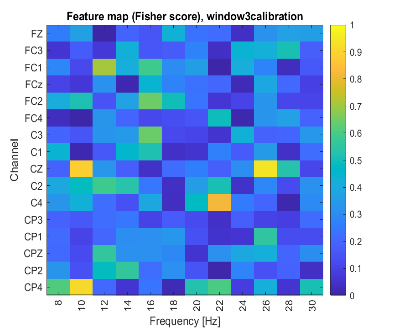 Feature map (Fisher score), window3calibration
Channel
FZ
FC3
FC1
FCz
FC2
FC4
C3
C1
CZ
C2
C4
CP3
CP1
CPZ
CP2
CP4
8 10 12 14 16 18 20 22 24 26 28 30
Frequency [Hz]
1
0.9
0.8
0.7
0.6
0.5
0.4
0.3
0.2
0.1
0